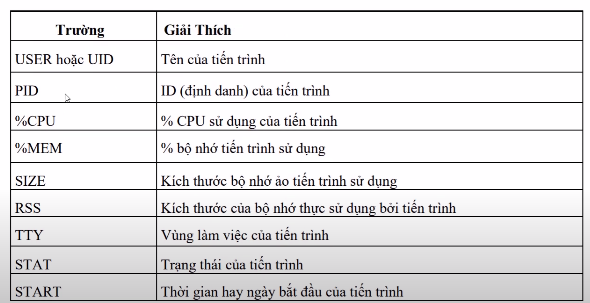 Trường Giải Thích
USER hoặc UID Tên của tiến trình
PID ID (định danh) của tiến trình
%CPU % CPU sử dụng của tiến trình
%MEM % bộ nhớ tiến trình sử dụng
SIZE Kích thước bộ nhớ ảo tiến trình sử dụng
RSS Kích thước của bộ nhớ thực sử dụng bởi tiến trình
TTY Vùng làm việc của tiến trình
STAT Trạng thái của tiến trình
START Thời gian hay ngày bắt đầu của tiến trình